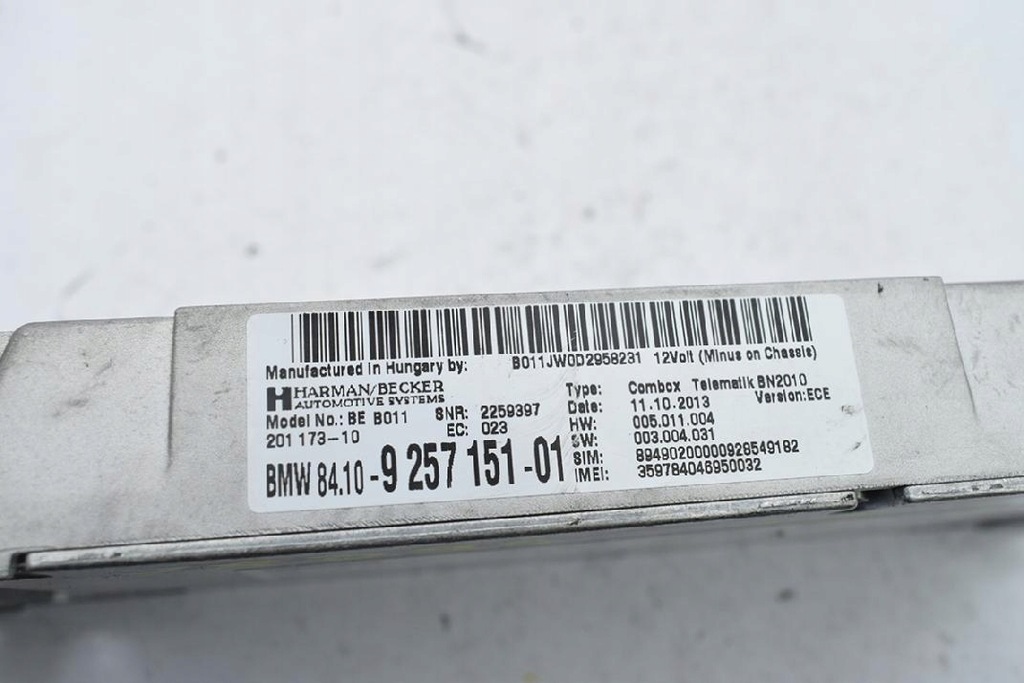 B011JW0D2958231 12Volt (Minus on Chassis)
Manufactured in Hungary by:
HARMAN/BECKER
AUTOMOTIVE SYSTEMS
Model No.: BE B011 SNR: 2259397
201 173-10 EC: 023
BMW 84.10-9 257 151-01
Type: Combox Telematik BN2010
Date: 11.10.2013 Version: ECE
HW: 005.011.004
SW: 003.004.031
SIM: 89490200000928549182
IMEI: 359784046950032